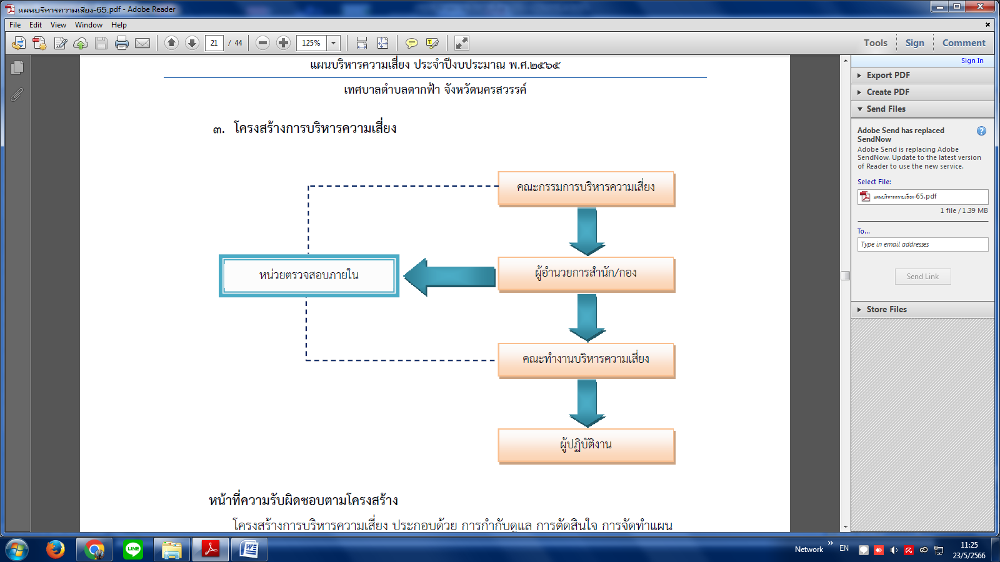 แผนบริหารความเสี่ยง-65.pdf - Adobe Reader
File Edit View Window Help
21 / 44 125% Tools Sign Comment
Sign In
Export PDF
Create PDF
Send Files
Adobe Send has replaced
SendNow
Adobe Send is replacing Adobe
SendNow. Update to the latest version
of Reader to use the new service.
Select File:
แผนบริหารความเสี่ยง-65.pdf
1 file / 1.39 MB
To...
Type in email addresses
Send Link
Store Files
แผนบริหารความเสี่ยง ประจำปีงบประมาณ พ.ศ.๒๕๖๕
เทศบาลตำบลตากฟ้า จังหวัดนครสวรรค์
๓. โครงสร้างการบริหารความเสี่ยง
คณะกรรมการบริหารความเสี่ยง
หน่วยตรวจสอบภายใน
ผู้อำนวยการสำนัก/กอง
คณะทำงานบริหารความเสี่ยง
ผู้ปฏิบัติงาน
หน้าที่ความรับผิดชอบตามโครงสร้าง
โครงสร้างการบริหารความเสี่ยง ประกอบด้วย การกำกับดูแล การตัดสินใจ การจัดทำแผน
LINE
Network EN
11:25
23/5/2566